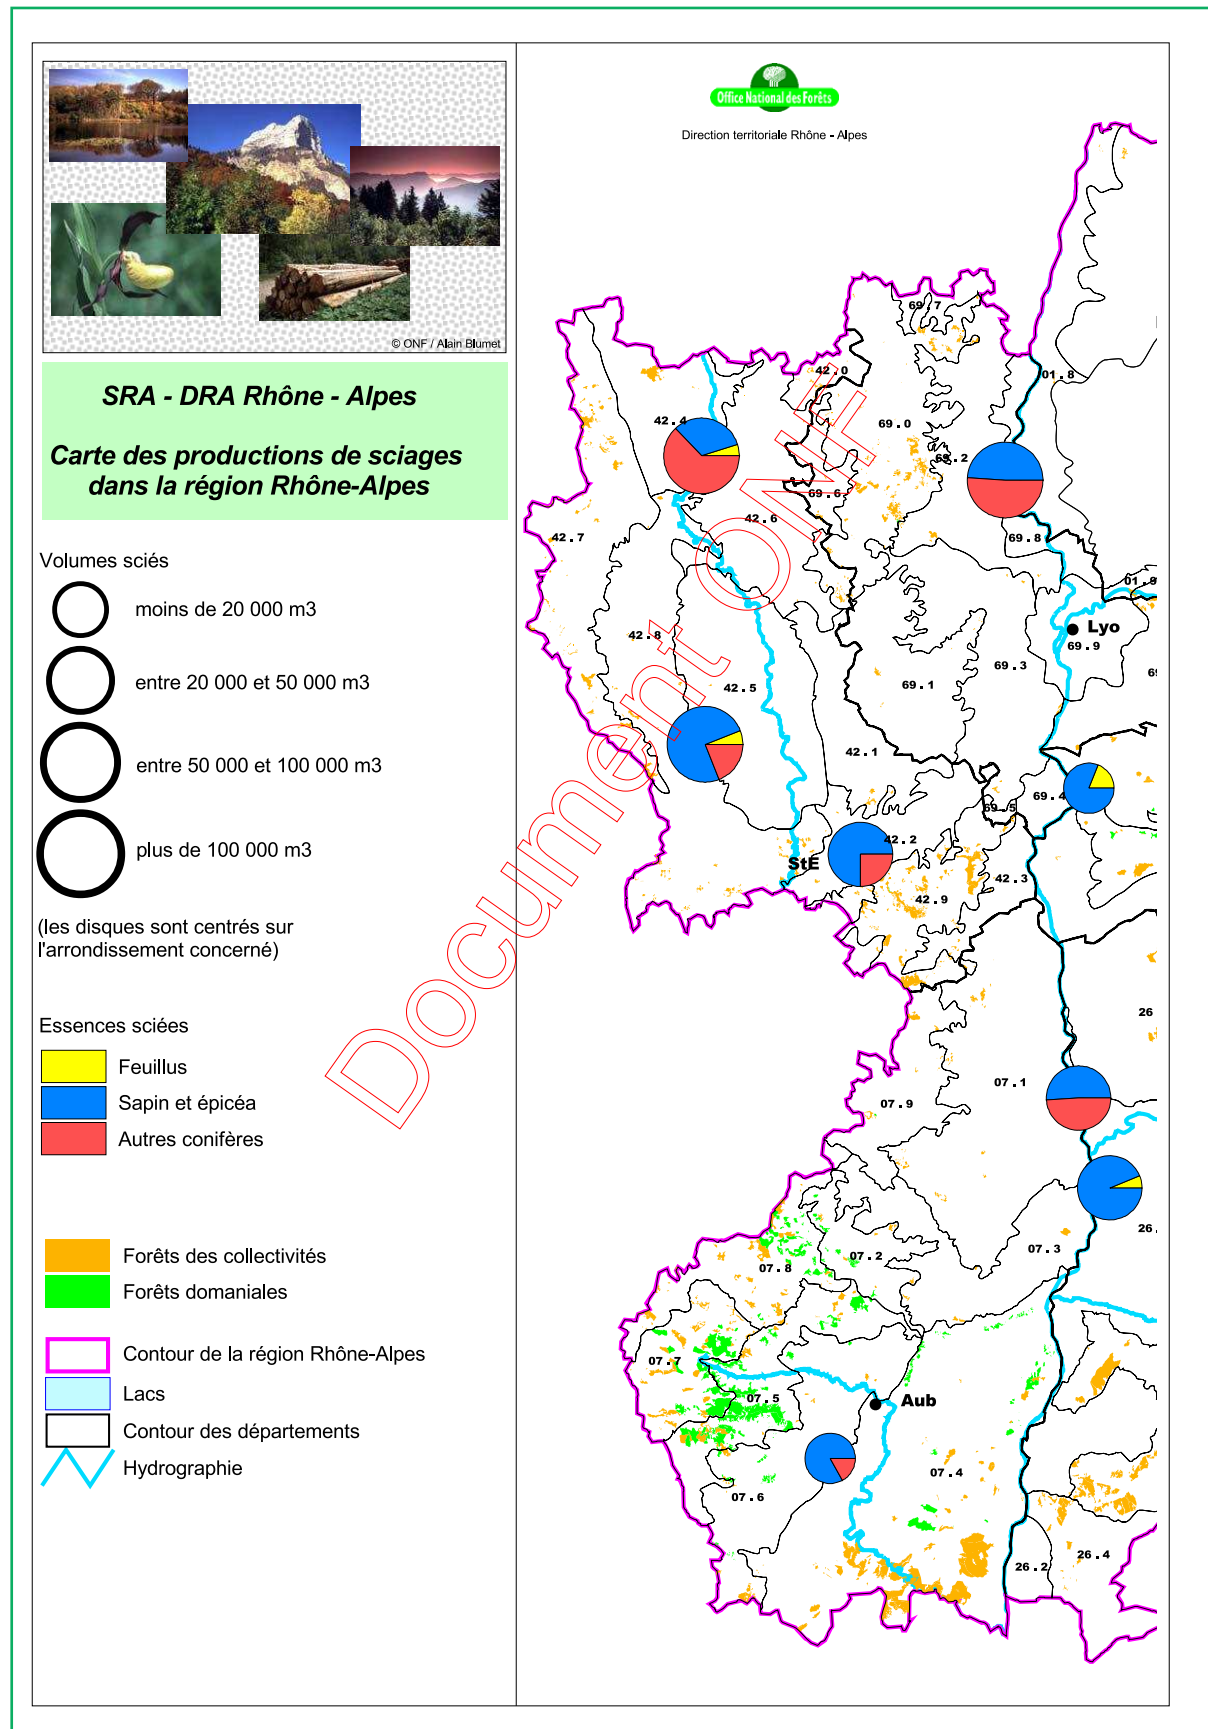 © ONF / Alain Blumet
SRA - DRA Rhône - Alpes
Carte des productions de sciages
dans la région Rhône-Alpes
Volumes sciés
moins de 20 000 m3
entre 20 000 et 50 000 m3
entre 50 000 et 100 000 m3
plus de 100 000 m3
(les disques sont centrés sur
l'arrondissement concerné)
Essences sciées
Feuillus
Sapin et épicéa
Autres conifères
Forêts des collectivités
Forêts domaniales
Contour de la région Rhône-Alpes
Lacs
Contour des départements
Hydrographie
Office National des Forêts
Direction territoriale Rhône - Alpes
69.7
42.0
01.8
42.4
69.0
69.2
69.6
42.6
42.7
69.8
01.9
42.8
Lyo
69.9
69.3
42.5
69.1
42.1
69.4
69.5
42.2
StE
42.3
42.9
26
07.1
07.9
26.
07.3
07.2
07.8
07.7
07.5
Aub
07.4
07.6
26.4
26.2
Document ONF